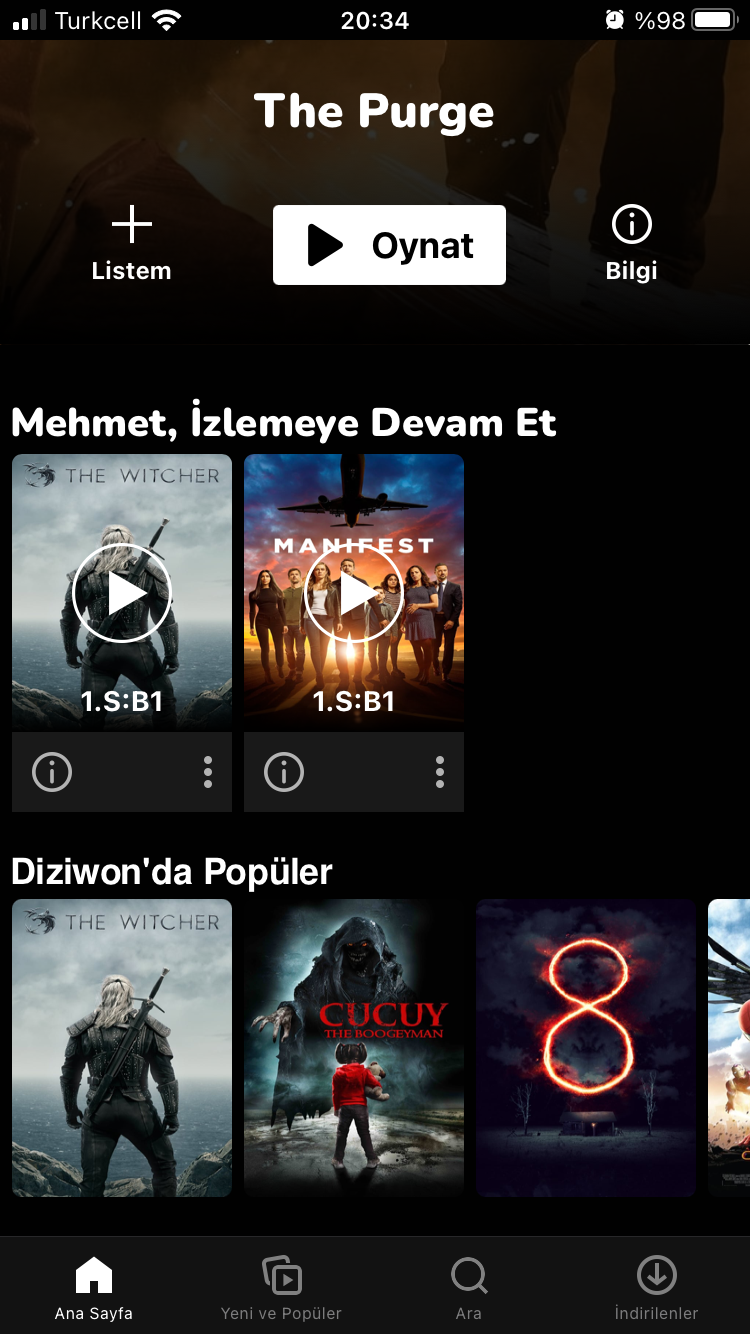 Turkcell 20:34 %98
The Purge
Listem
Oynat
Bilgi
Mehmet, İzlemeye Devam Et
THE WITCHER
MANIFEST
1.S:B1
1.S:B1
Diziwon'da Popüler
THE WITCHER
CUCUY
THE BOOGEYMAN
8
Ana Sayfa
Yeni ve Popüler
Ara
İndirilenler